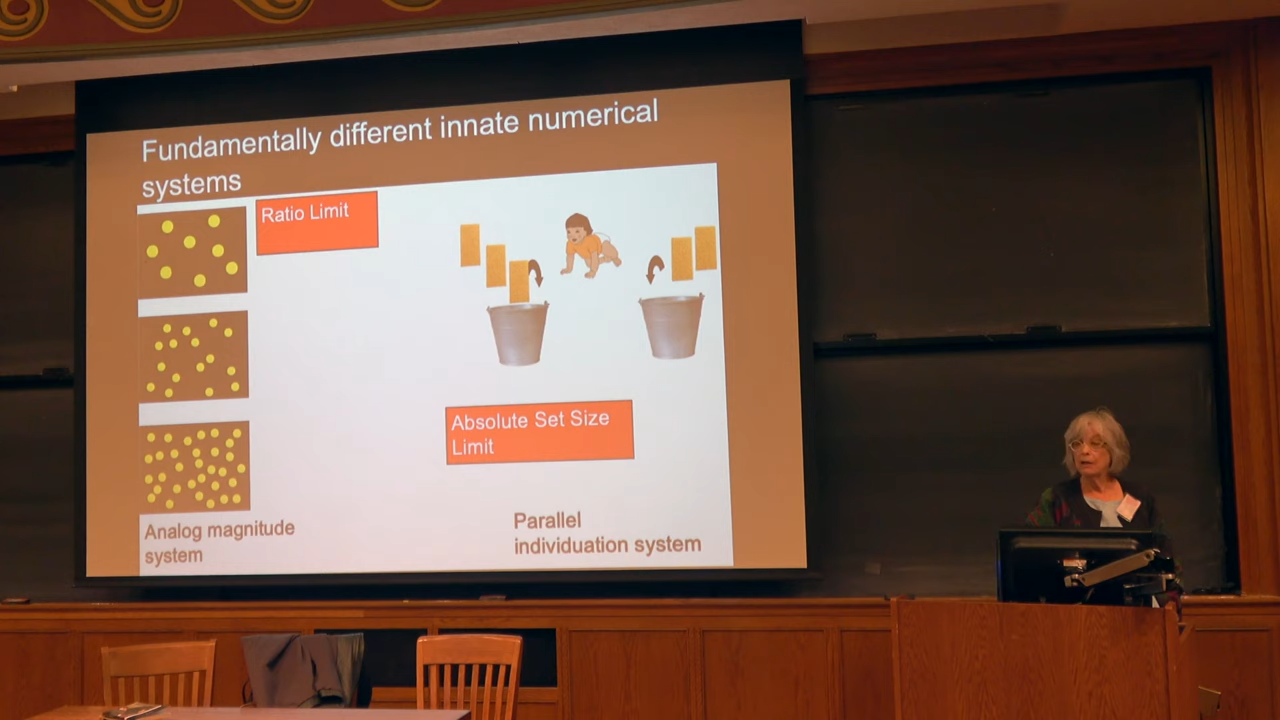 Fundamentally different innate numerical
systems
Ratio Limit
Absolute Set Size
Limit
Analog magnitude
system
Parallel
individuation system